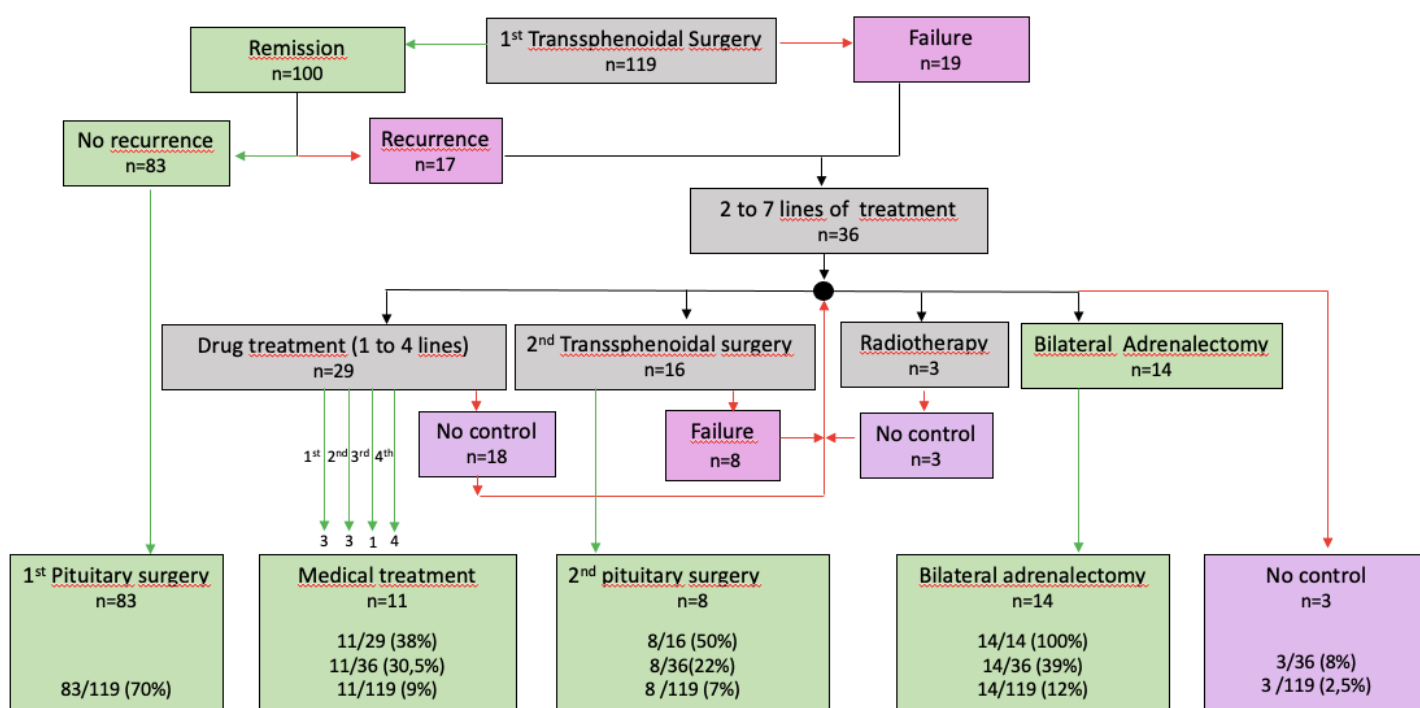 Remission
n=100
1st Transsphenoidal Surgery
n=119
Failure
n=19
No recurrence
n=83
Recurrence
n=17
2 to 7 lines of treatment
n=36
Drug treatment (1 to 4 lines)
n=29
2nd Transsphenoidal surgery
n=16
Radiotherapy
n=3
Bilateral Adrenalectomy
n=14
No control
n=18
Failure
n=8
No control
n=3
1st 2nd 3rd 4th
3 3 1 4
1st Pituitary surgery
n=83
83/119 (70%)
Medical treatment
n=11
11/29 (38%)
11/36 (30,5%)
11/119 (9%)
2nd pituitary surgery
n=8
8/16 (50%)
8/36(22%)
8 /119 (7%)
Bilateral adrenalectomy
n=14
14/14 (100%)
14/36 (39%)
14/119 (12%)
No control
n=3
3/36 (8%)
3 /119 (2,5%)